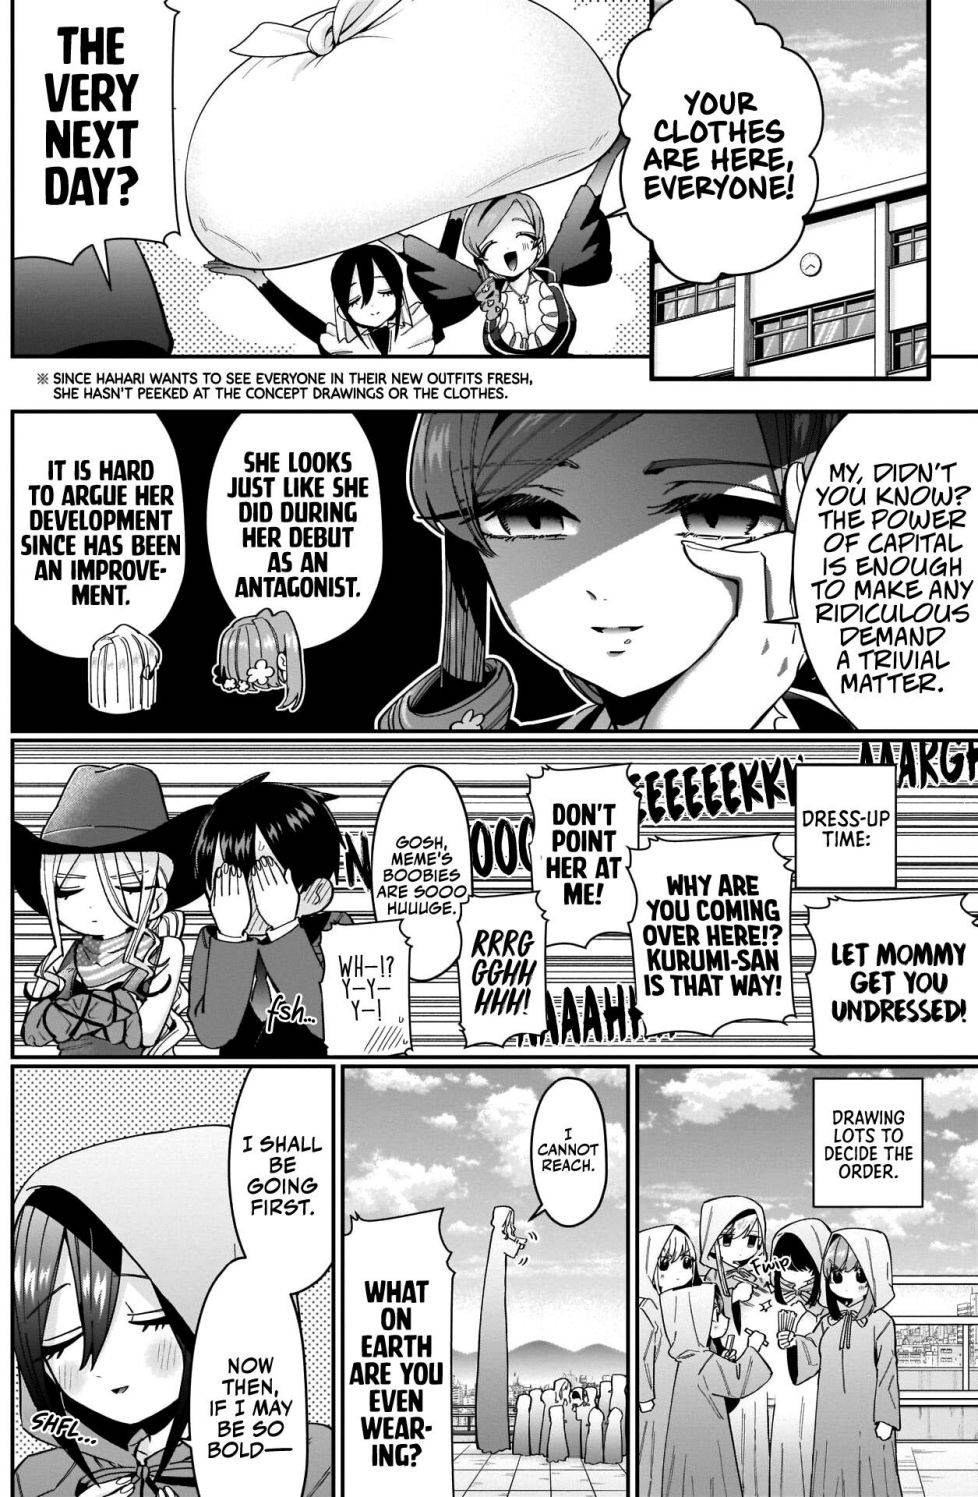 YOUR
CLOTHES
ARE HERE,
EVERYONE!
THE
VERY
NEXT
DAY?
※ SINCE HAHARI WANTS TO SEE EVERYONE IN THEIR NEW OUTFITS FRESH,
SHE HASN'T PEEKED AT THE CONCEPT DRAWINGS OR THE CLOTHES.
MY, DIDN'T
YOU KNOW?
THE POWER
OF CAPITAL
IS ENOUGH
TO MAKE ANY
RIDICULOUS
DEMAND
A TRIVIAL
MATTER.
SHE LOOKS
JUST LIKE SHE
DID DURING
HER DEBUT
AS AN
ANTAGONIST.
IT IS HARD
TO ARGUE HER
DEVELOPMENT
SINCE HAS BEEN
AN IMPROVE-
MENT.
DRESS-UP
TIME:
LET MOMMY
GET YOU
UNDRESSED!
WHY ARE
YOU COMING
OVER HERE!?
KURUMI-SAN
IS THAT WAY!
DON'T
POINT
HER AT
ME!
RRRG
GGHH
HHH!
GOSH,
MEME'S
BOOBIES
ARE SOOO
HUUUGE.
WH-!?
Y-Y-
Y-!
fsh...
DRAWING
LOTS TO
DECIDE THE
ORDER.
Fwip
I
CANNOT
REACH.
WHAT
ON
EARTH
ARE YOU
EVEN
WEAR-
ING?
I SHALL
BE
GOING
FIRST.
NOW
THEN,
IF I MAY
BE SO
BOLD—
SHFL...